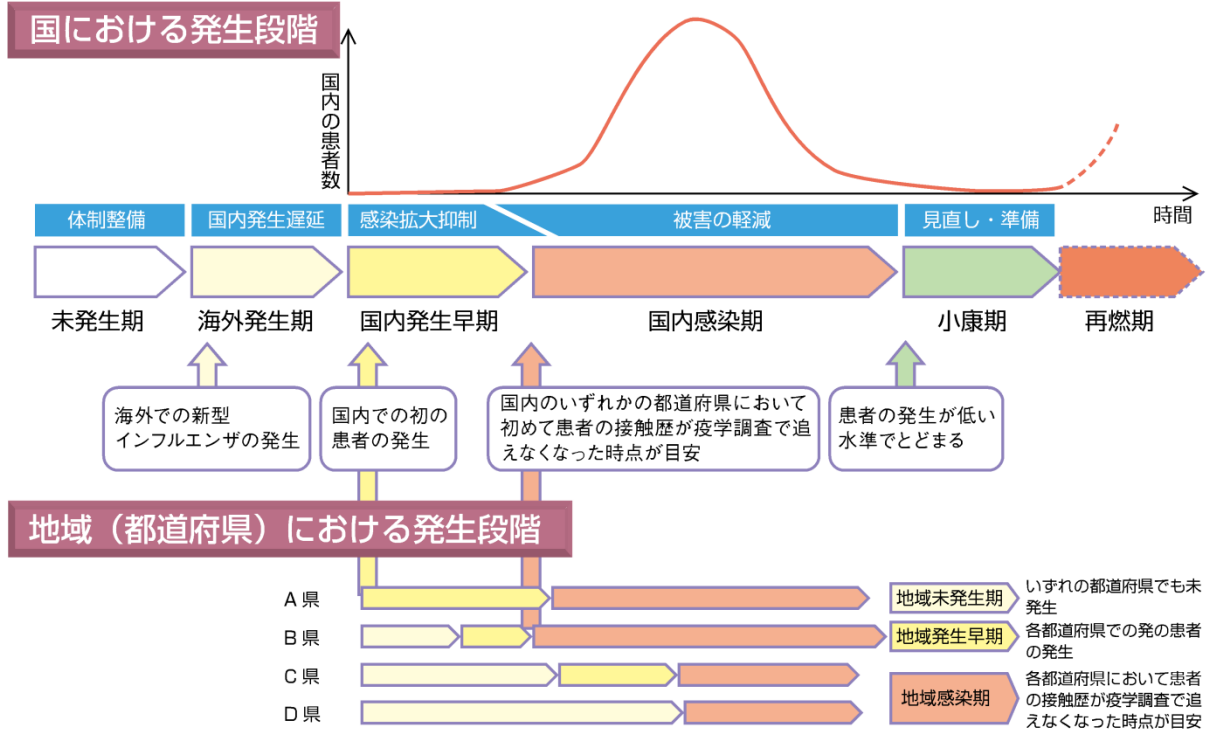 国における発生段階
国内の患者数
時間
体制整備
国内発生遅延
感染拡大抑制
被害の軽減
見直し・準備
未発生期
海外発生期
国内発生早期
国内感染期
小康期
再燃期
海外での新型
インフルエンザの発生
国内での初の
患者の発生
国内のいずれかの都道府県において
初めて患者の接触歴が疫学調査で追
えなくなった時点が目安
患者の発生が低い
水準でとどまる
地域（都道府県）における発生段階
A県
B県
C県
D県
地域未発生期
いずれの都道府県でも未
発生
地域発生早期
各都道府県での発の患者
の発生
地域感染期
各都道府県において患者
の接触歴が疫学調査で追
えなくなった時点が目安